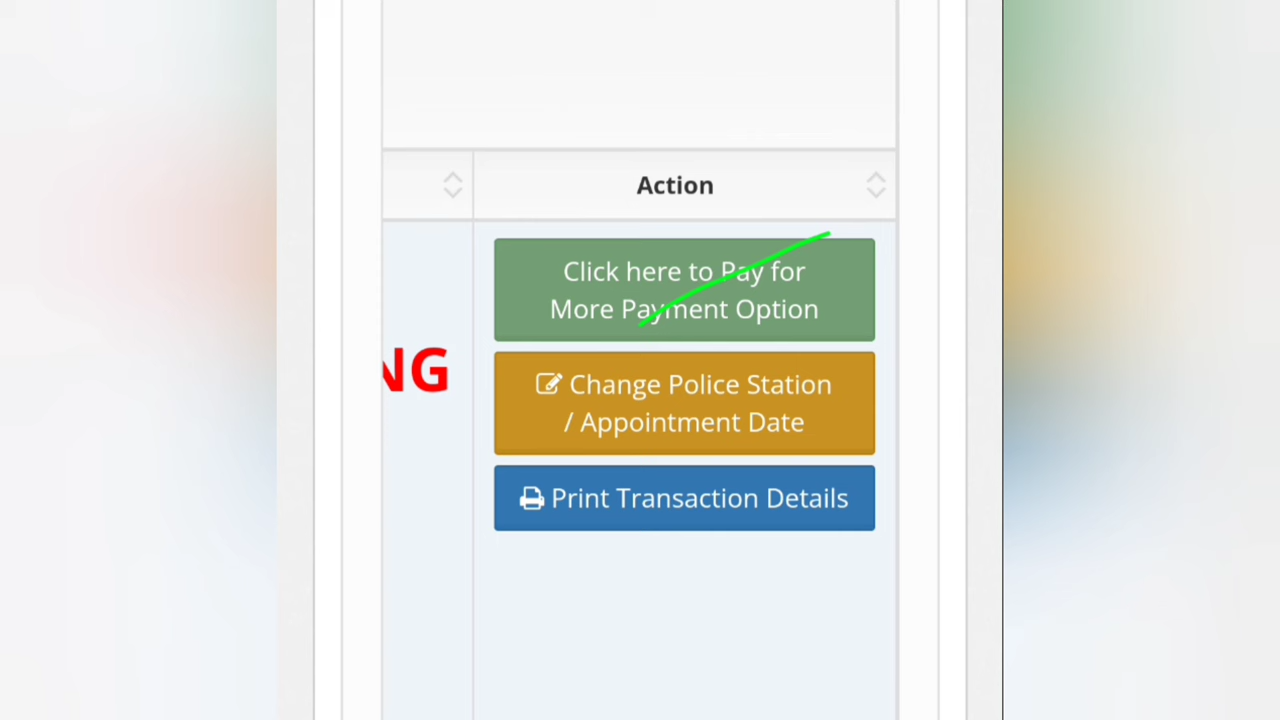 Action
Click here to Pay for
More Payment Option
NG
Change Police Station
/ Appointment Date
Print Transaction Details